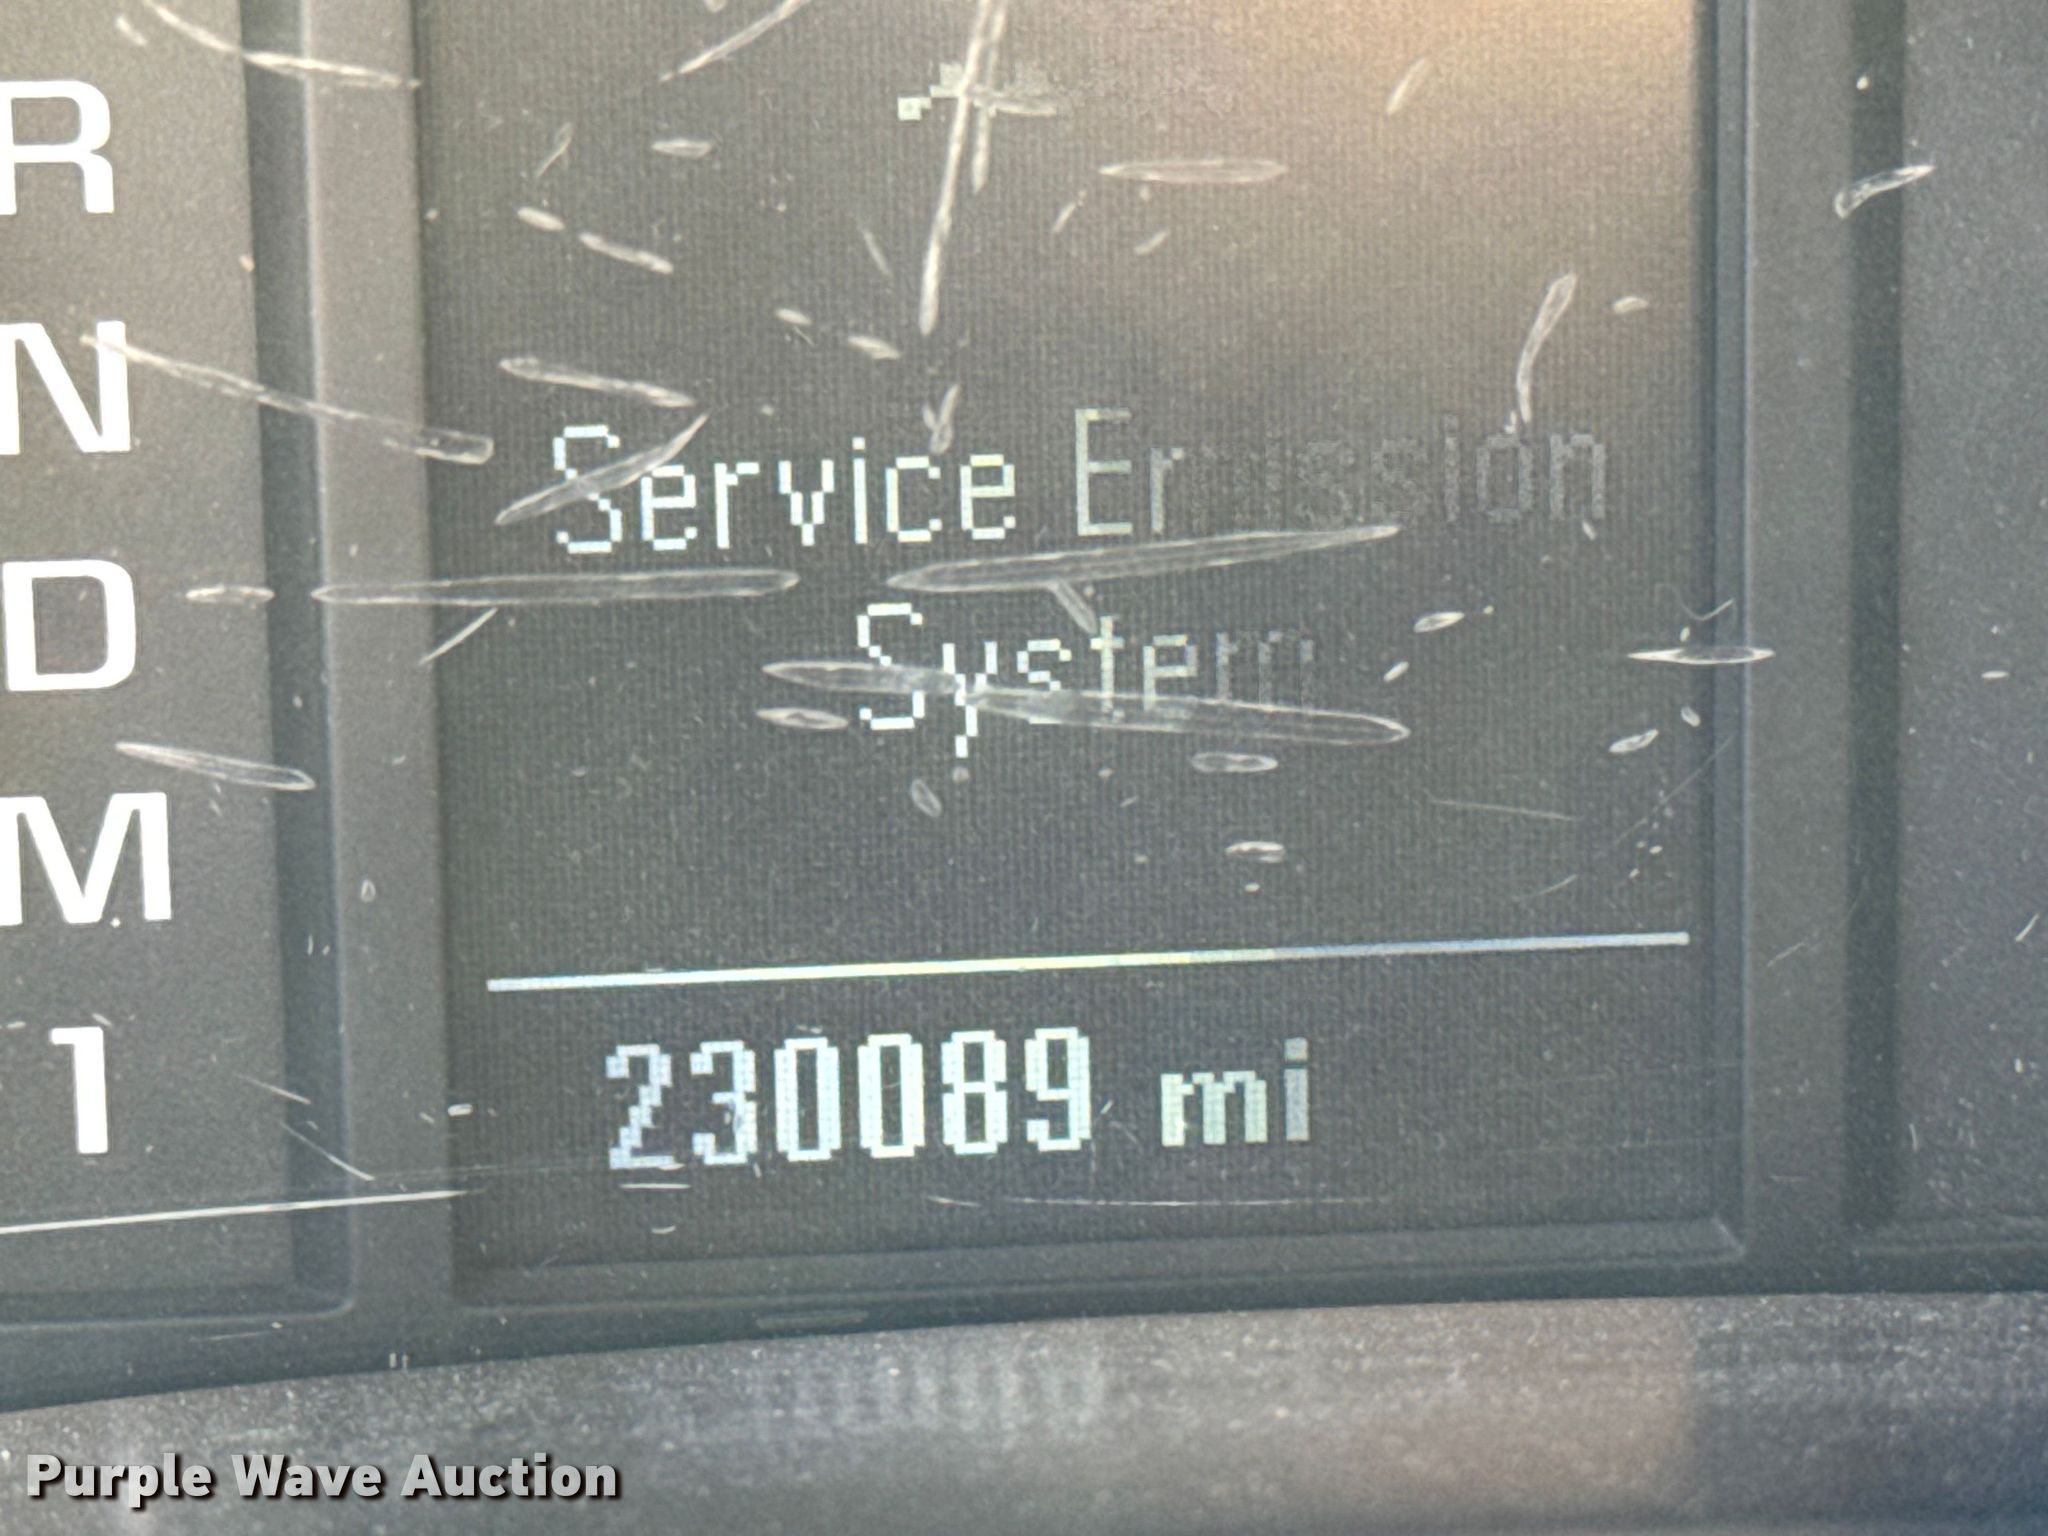 R
N
D
M
1
Service Emission
System
230089 mi
Purple Wave Auction